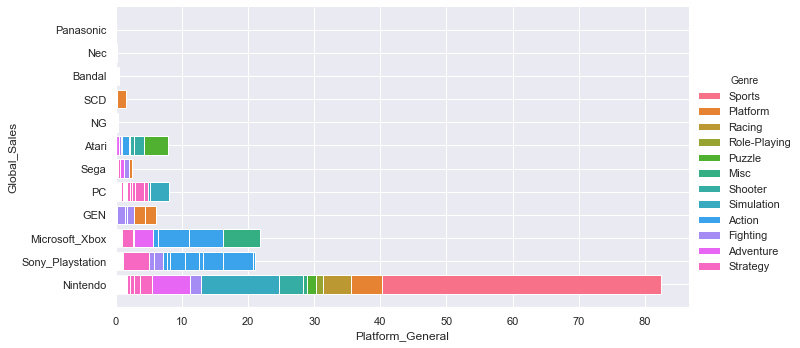 Panasonic
Nec
Bandal
SCD
NG
Atari
Sega
PC
GEN
Microsoft_Xbox
Sony_Playstation
Nintendo
Global_Sales
0 10 20 30 40 50 60 70 80
Platform_General
Genre
Sports
Platform
Racing
Role-Playing
Puzzle
Misc
Shooter
Simulation
Action
Fighting
Adventure
Strategy